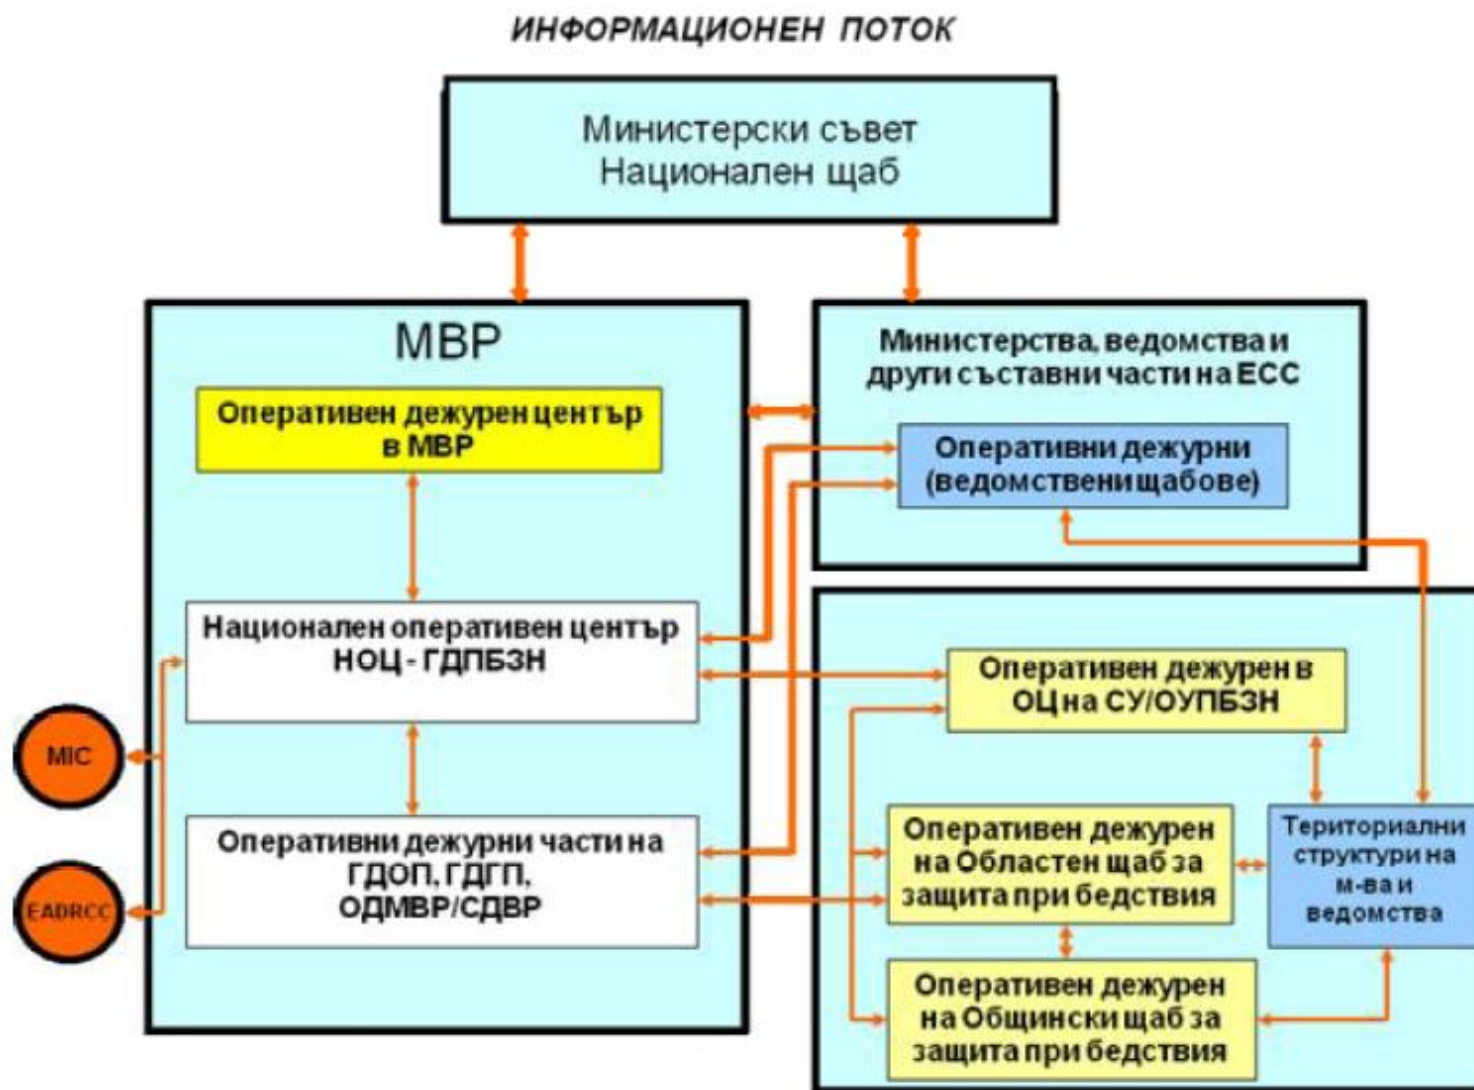 ИНФОРМАЦИОНЕН ПОТОК
Министерски съвет
Национален щаб
МВР
Оперативен дежурен център
в МВР
Национален оперативен център
НОЦ - ГДПБЗН
Оперативни дежурни части на
ГДОП, ГДГП,
ОДМВР/СДВР
MIC
EADRCC
Министерства, ведомства и
други съставни части на ЕСС
Оперативни дежурни
(ведомствени щабове)
Оперативен дежурен в
ОЦ на СУ/ОУПБЗН
Оперативен дежурен
на Областен щаб за
защита при бедствия
Териториални
структури на
м-ва и
ведомства
Оперативен дежурен
на Общински щаб за
защита при бедствия